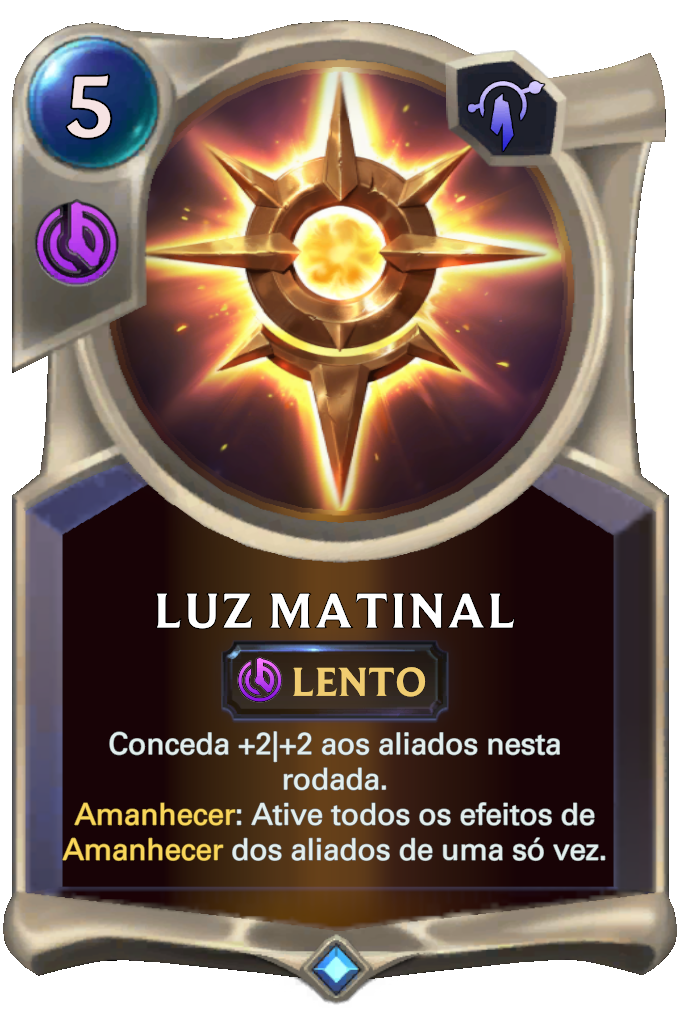 5
LUZ MATINAL
LENTO
Conceda +2|+2 aos aliados nesta
rodada.
Amanhecer: Ative todos os efeitos de
Amanhecer dos aliados de uma só vez.